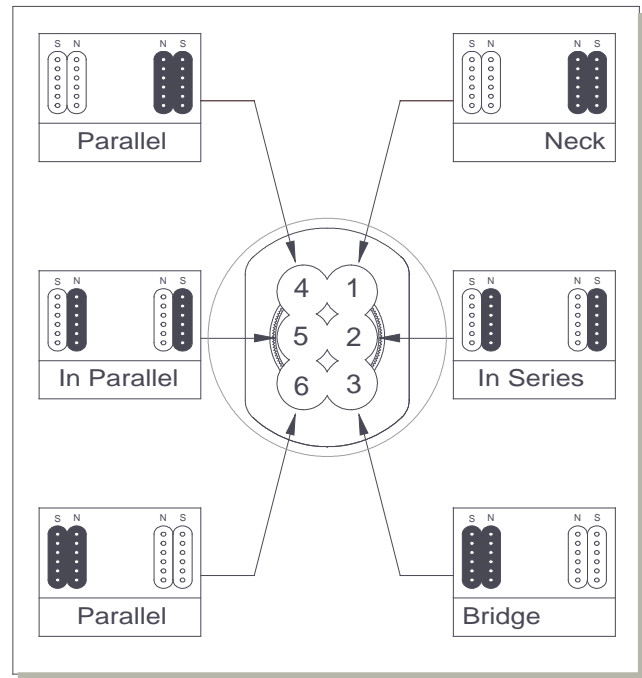 S N N S
Parallel
S N N S
Neck
4 1
S N N S
In Parallel
5 2
S N N S
In Series
6 3
S N N S
Parallel
S N N S
Bridge